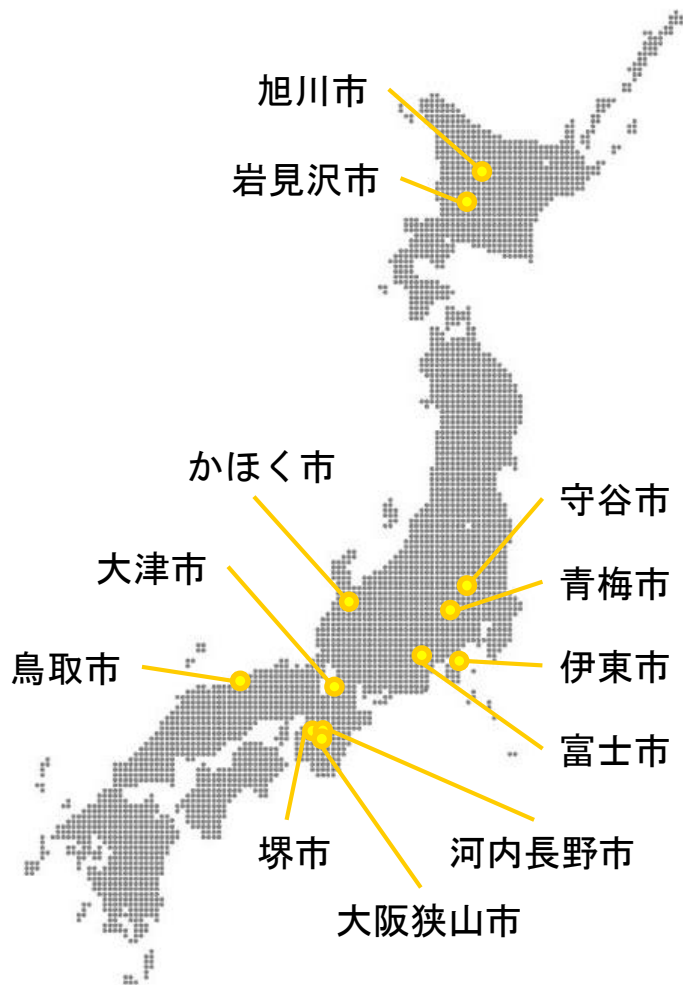 旭川市
岩見沢市
かほく市
守谷市
大津市
青梅市
鳥取市
伊東市
富士市
堺市
河内長野市
大阪狭山市